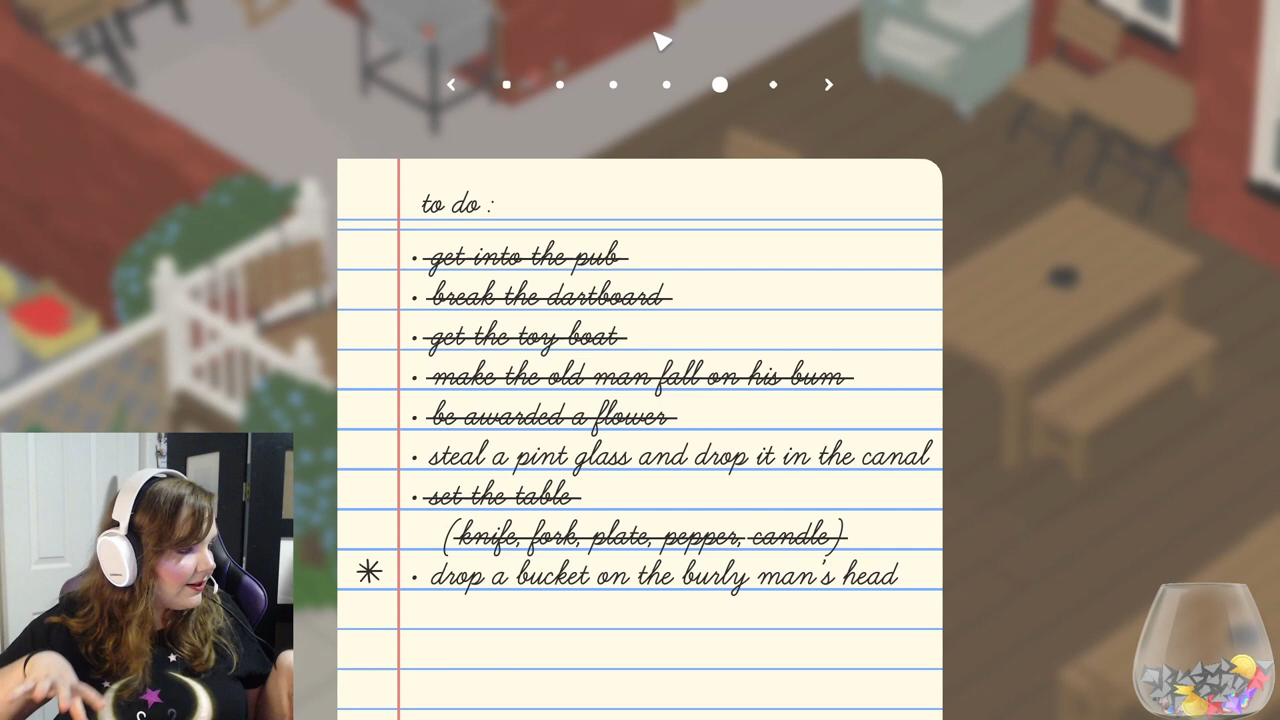 to do :
• get into the pub
• break the dartboard
• get the toy boat
• make the old man fall on his bum
• be awarded a flower
• steal a pint glass and drop it in the canal
• set the table
(knife, fork, plate, pepper, candle)
• drop a bucket on the burly man's head